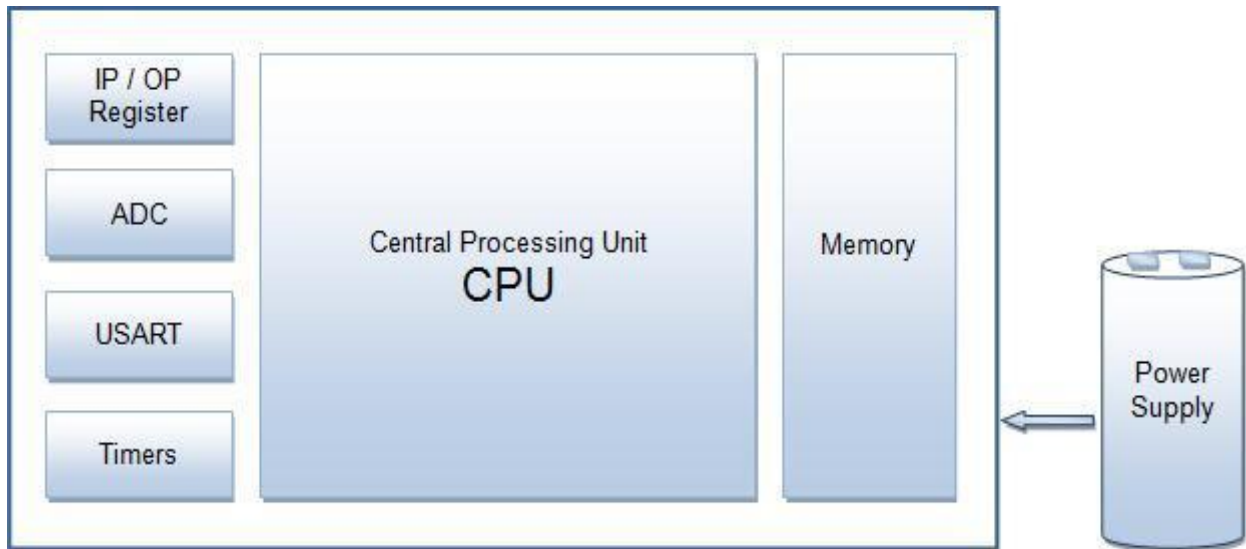 IP / OP
Register
ADC
USART
Timers
Central Processing Unit
CPU
Memory
Power
Supply